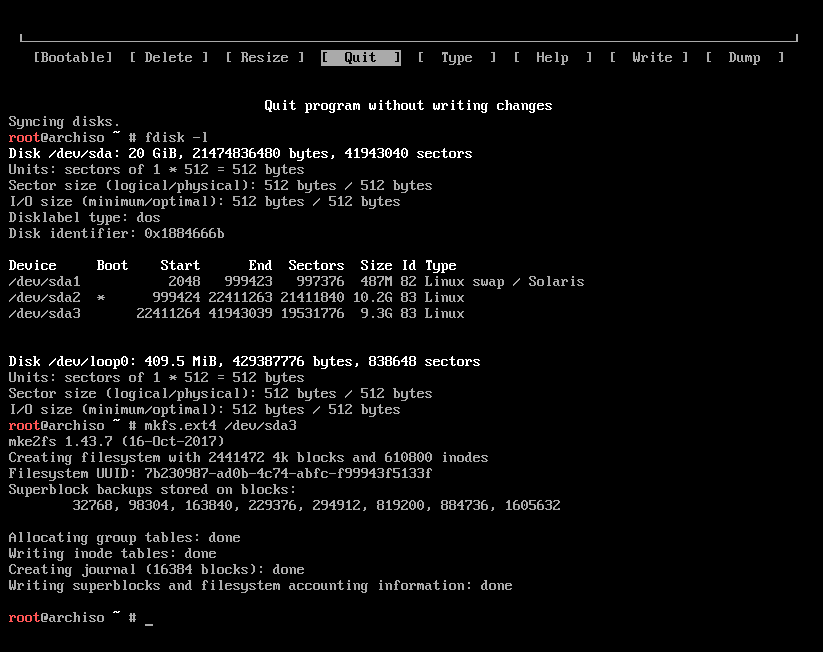 [Bootable]  [ Delete ]  [ Resize ]  [  Quit  ]  [  Type  ]  [  Help  ]  [  Write ]  [  Dump  ]
Quit program without writing changes
Syncing disks.
root@archiso ~ # fdisk -l
Disk /dev/sda: 20 GiB, 21474836480 bytes, 41943040 sectors
Units: sectors of 1 * 512 = 512 bytes
Sector size (logical/physical): 512 bytes / 512 bytes
I/O size (minimum/optimal): 512 bytes / 512 bytes
Disklabel type: dos
Disk identifier: 0x1884666b
Device     Boot    Start      End  Sectors  Size Id Type
/dev/sda1           2048   999423   997376  487M 82 Linux swap / Solaris
/dev/sda2  *      999424 22411263 21411840 10.2G 83 Linux
/dev/sda3       22411264 41943039 19531776  9.3G 83 Linux
Disk /dev/loop0: 409.5 MiB, 429387776 bytes, 838648 sectors
Units: sectors of 1 * 512 = 512 bytes
Sector size (logical/physical): 512 bytes / 512 bytes
I/O size (minimum/optimal): 512 bytes / 512 bytes
root@archiso ~ # mkfs.ext4 /dev/sda3
mke2fs 1.43.7 (16-Oct-2017)
Creating filesystem with 2441472 4k blocks and 610800 inodes
Filesystem UUID: 7b230987-ad0b-4c74-abfc-f99943f5133f
Superblock backups stored on blocks:
        32768, 98304, 163840, 229376, 294912, 819200, 884736, 1605632
Allocating group tables: done
Writing inode tables: done
Creating journal (16384 blocks): done
Writing superblocks and filesystem accounting information: done
root@archiso ~ # _